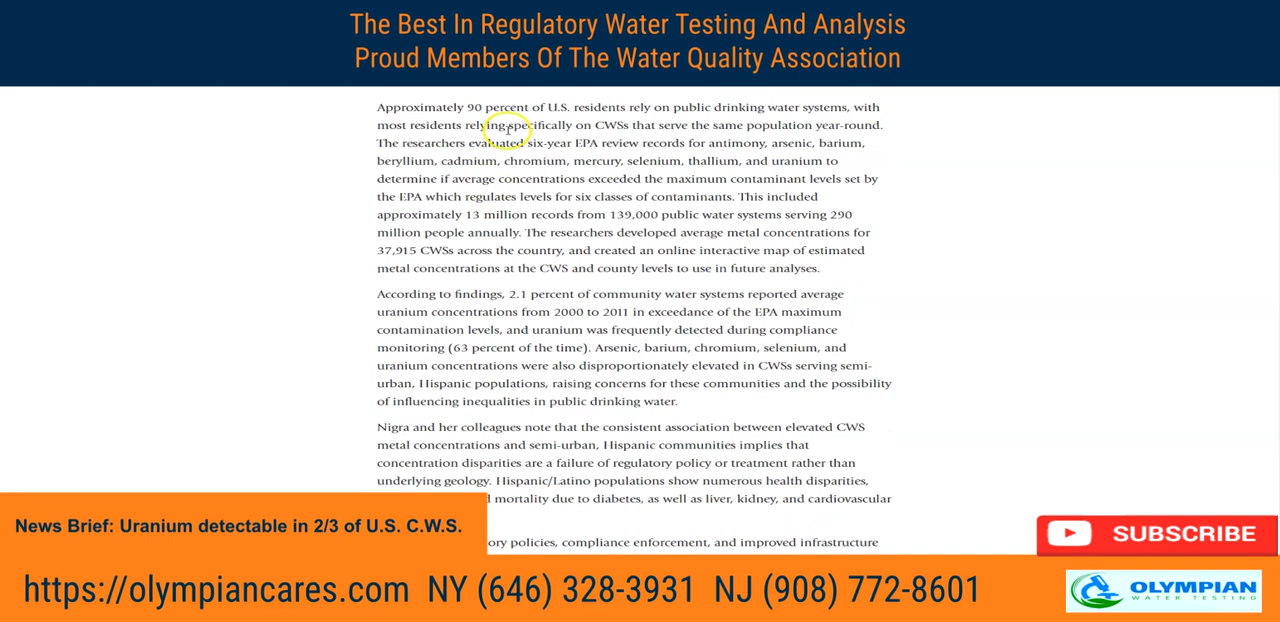 The Best In Regulatory Water Testing And Analysis
Proud Members Of The Water Quality Association
Approximately 90 percent of U.S. residents rely on public drinking water systems, with
most residents relying specifically on CWSs that serve the same population year-round.
The researchers evaluated six-year EPA review records for antimony, arsenic, barium,
beryllium, cadmium, chromium, mercury, selenium, thallium, and uranium to
determine if average concentrations exceeded the maximum contaminant levels set by
the EPA which regulates levels for six classes of contaminants. This included
approximately 13 million records from 139,000 public water systems serving 290
million people annually. The researchers developed average metal concentrations for
37,915 CWSs across the country, and created an online interactive map of estimated
metal concentrations at the CWS and county levels to use in future analyses.
According to findings, 2.1 percent of community water systems reported average
uranium concentrations from 2000 to 2011 in exceedance of the EPA maximum
contamination levels, and uranium was frequently detected during compliance
monitoring (63 percent of the time). Arsenic, barium, chromium, selenium, and
uranium concentrations were also disproportionately elevated in CWSs serving semi-
urban, Hispanic populations, raising concerns for these communities and the possibility
of influencing inequalities in public drinking water.
Nigra and her colleagues note that the consistent association between elevated CWS
metal concentrations and semi-urban, Hispanic communities implies that
concentration disparities are a failure of regulatory policy or treatment rather than
underlying geology. Hispanic/Latino populations show numerous health disparities,
mortality due to diabetes, as well as liver, kidney, and cardiovascular
policies, compliance enforcement, and improved infrastructure
News Brief: Uranium detectable in 2/3 of U.S. C.W.S.
SUBSCRIBE
https://olympiancares.com NY (646) 328-3931 NJ (908) 772-8601
OLYMPIAN
WATER TESTING